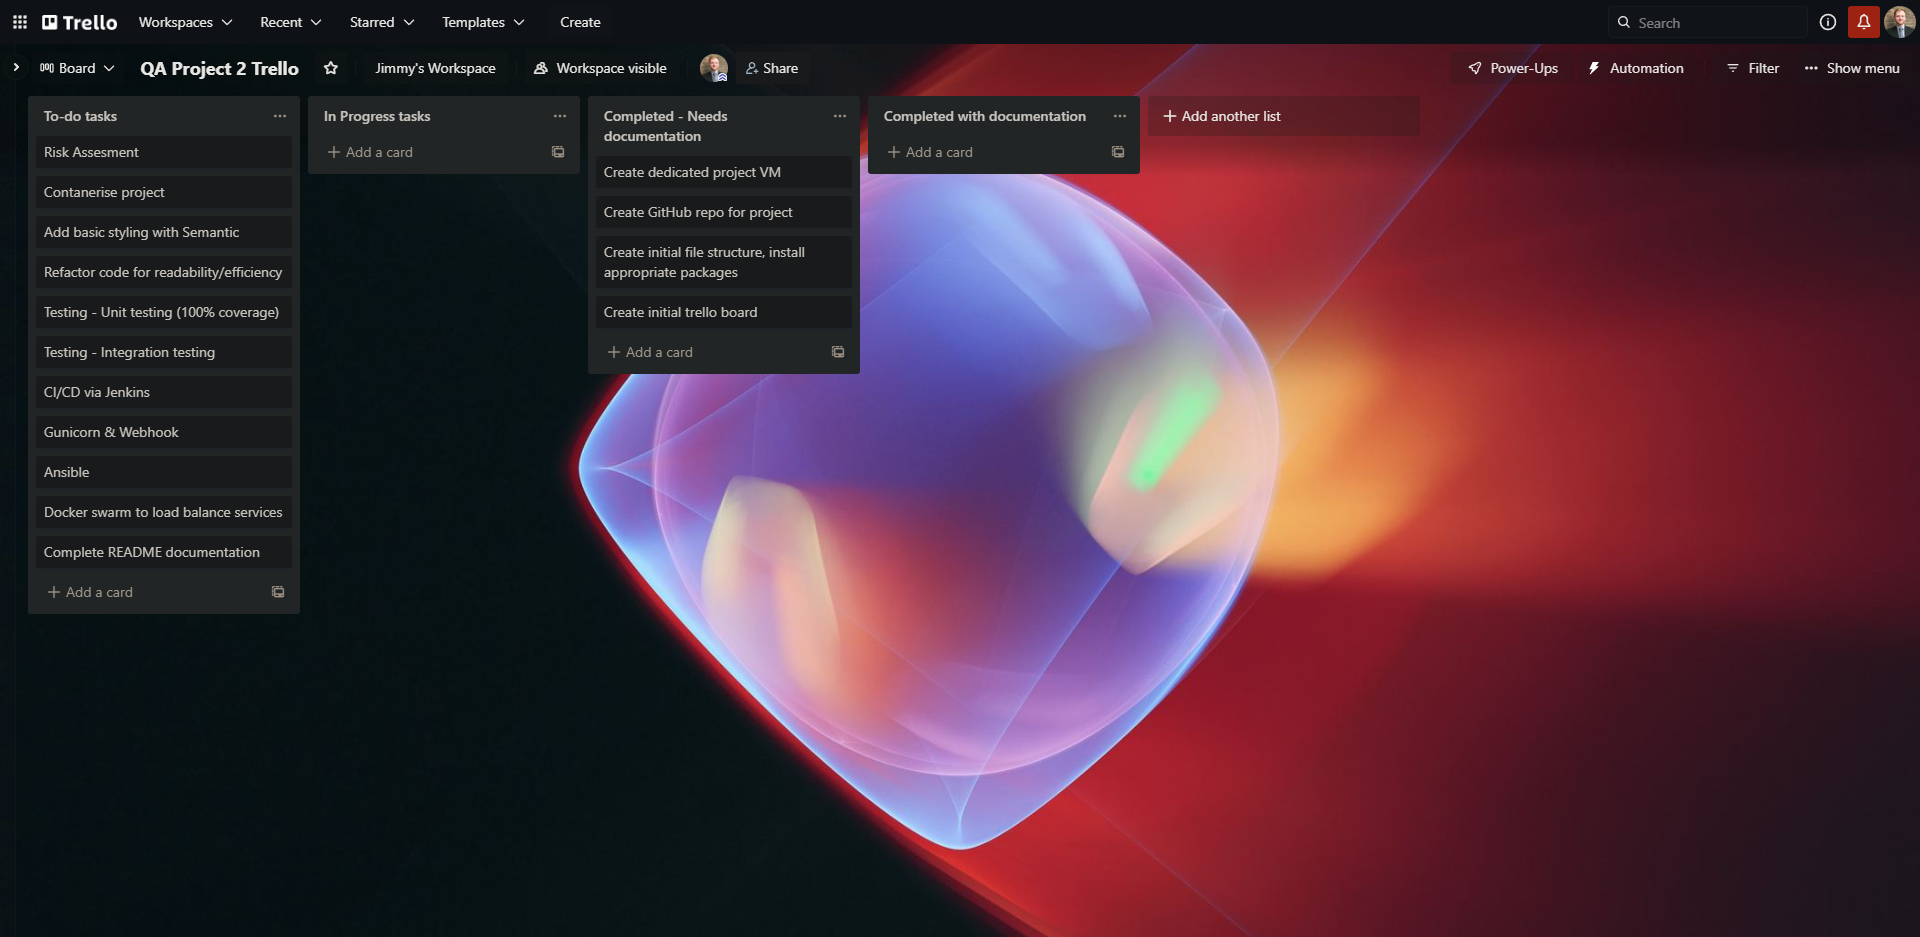 Trello
Workspaces
Recent
Starred
Templates
Create
Search
Board
QA Project 2 Trello
Jimmy's Workspace
Workspace visible
Share
Power-Ups
Automation
Filter
Show menu
To-do tasks
Risk Assesment
Contanerise project
Add basic styling with Semantic
Refactor code for readability/efficiency
Testing - Unit testing (100% coverage)
Testing - Integration testing
CI/CD via Jenkins
Gunicorn & Webhook
Ansible
Docker swarm to load balance services
Complete README documentation
Add a card
In Progress tasks
Add a card
Completed - Needs
documentation
Create dedicated project VM
Create GitHub repo for project
Create initial file structure, install
appropriate packages
Create initial trello board
Add a card
Completed with documentation
Add a card
Add another list